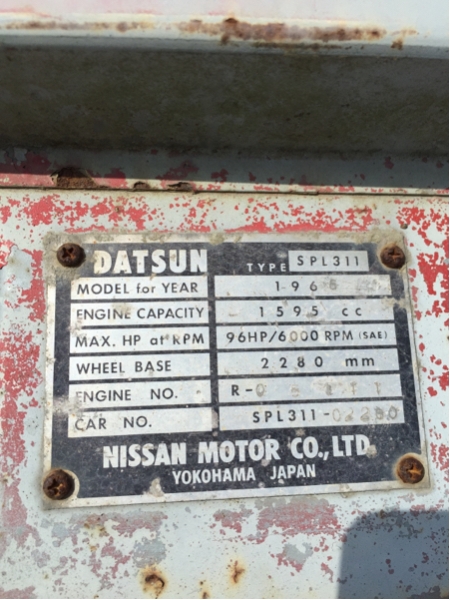 DATSUN TYPE SPL311
MODEL for YEAR
ENGINE CAPACITY 1595 cc
MAX. HP at RPM 96HP/6000 RPM (SAE)
WHEEL BASE 2280 mm
ENGINE NO.
CAR NO.
NISSAN MOTOR CO., LTD.
YOKOHAMA JAPAN